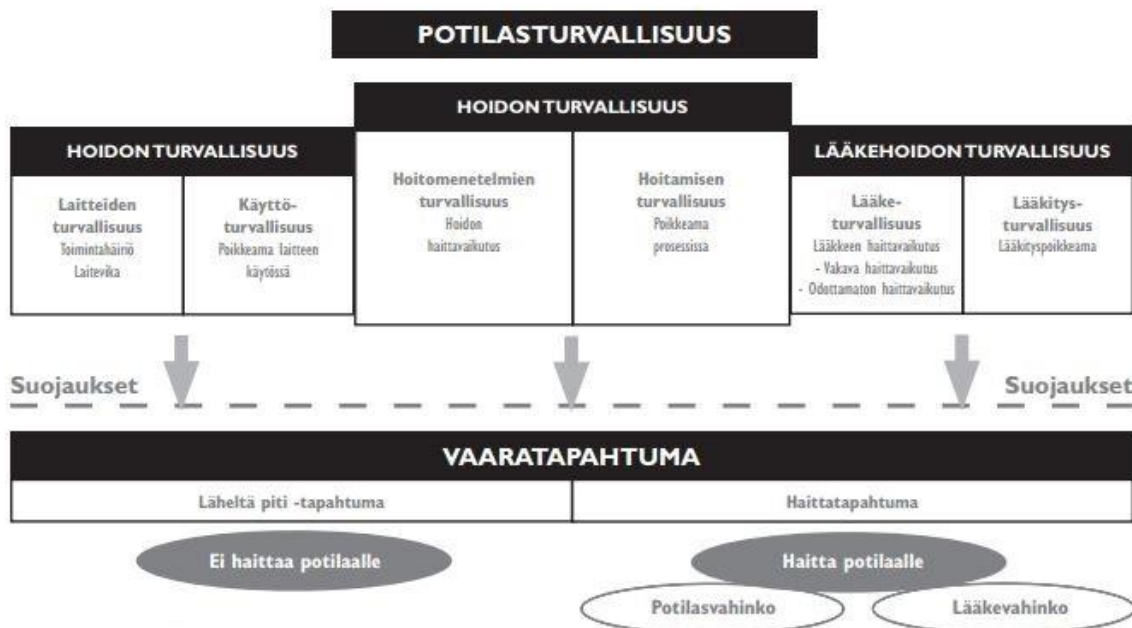 POTILASTURVALLISUUS
HOIDON TURVALLISUUS
HOIDON TURVALLISUUS
LÄÄKEHOIDON TURVALLISUUS
Laitteiden
turvallisuus
Toimintahäiriö
Laitevika
Käyttö-
turvallisuus
Poikkeama laitteen
käytössä
Hoitomenetelmien
turvallisuus
Hoidon
haittavaikutus
Hoitamisen
turvallisuus
Poikkeama
prosessissa
Lääke-
turvallisuus
Lääkkeen haittavaikutus
- Vakava haittavaikutus
- Odottamaton haittavaikutus
Lääkitys-
turvallisuus
Lääkityspoikkeama
Suojaukset
Suojaukset
VAARATAPAHTUMA
Läheltä piti -tapahtuma
Haittatapahtuma
Ei haittaa potilaalle
Haitta potilaalle
Potilasvahinko
Lääkevahinko